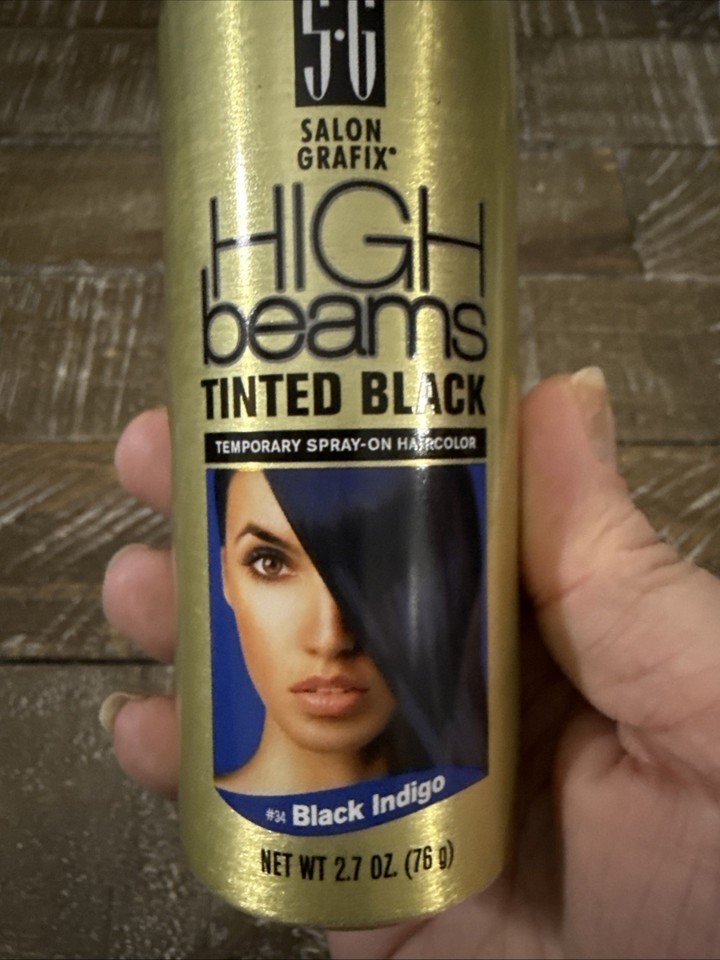 S·G
SALON
GRAFIX®
HIGH
beams
TINTED BLACK
TEMPORARY SPRAY-ON HAIRCOLOR
#34 Black Indigo
NET WT 2.7 OZ. (76 g)